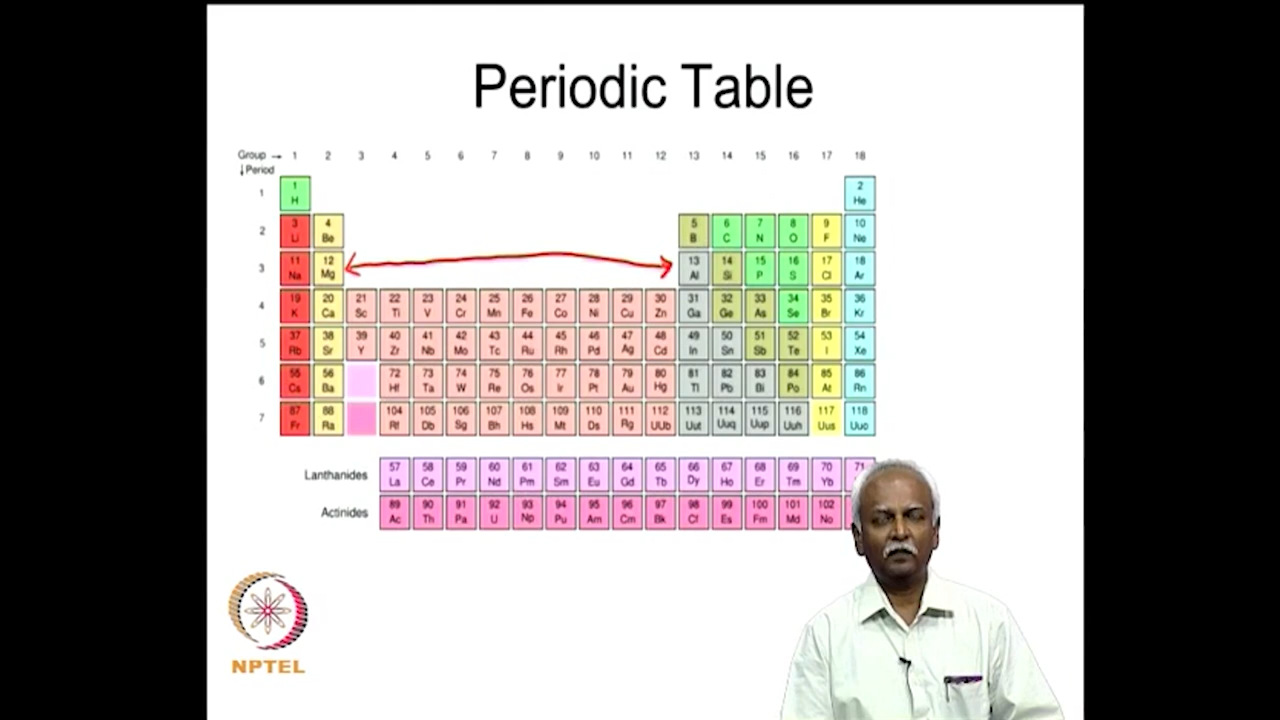 Periodic Table
Group → 1 2 3 4 5 6 7 8 9 10 11 12 13 14 15 16 17 18
↓Period
1 1 2
H He
2 3 4 5 6 7 8 9 10
Li Be B C N O F Ne
3 11 12 13 14 15 16 17 18
Na Mg Al Si P S Cl Ar
4 19 20 21 22 23 24 25 26 27 28 29 30 31 32 33 34 35 36
K Ca Sc Ti V Cr Mn Fe Co Ni Cu Zn Ga Ge As Se Br Kr
5 37 38 39 40 41 42 43 44 45 46 47 48 49 50 51 52 53 54
Rb Sr Y Zr Nb Mo Tc Ru Rh Pd Ag Cd In Sn Sb Te I Xe
6 55 56 72 73 74 75 76 77 78 79 80 81 82 83 84 85 86
Cs Ba Hf Ta W Re Os Ir Pt Au Hg Tl Pb Bi Po At Rn
7 87 88 104 105 106 107 108 109 110 111 112 113 114 115 116 117 118
Fr Ra Rf Db Sg Bh Hs Mt Ds Rg UUb Uut Uuq Uup Uuh Uus Uuo
Lanthanides 57 58 59 60 61 62 63 64 65 66 67 68 69 70 71
La Ce Pr Nd Pm Sm Eu Gd Tb Dy Ho Er Tm Yb
Actinides 89 90 91 92 93 94 95 96 97 98 99 100 101 102
Ac Th Pa U Np Pu Am Cm Bk Cf Es Fm Md No
NPTEL